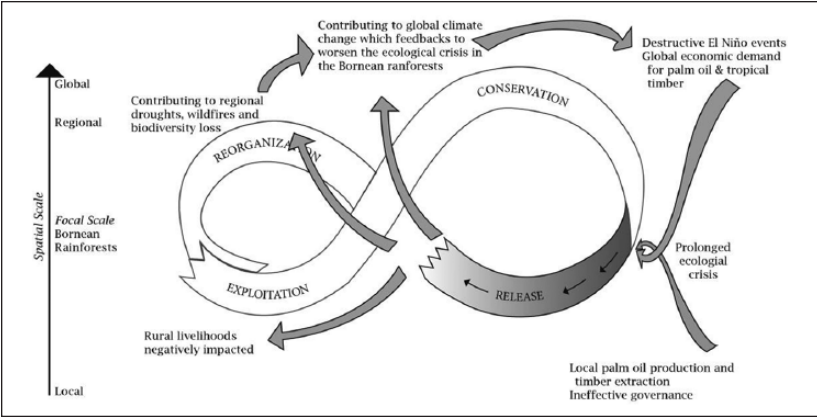 Contributing to global climate
change which feedbacks to
worsen the ecological crisis in
the Bornean ranforests
Destructive El Niño events
Global economic demand
for palm oil & tropical
timber
Global
Regional
Contributing to regional
droughts, wildfires and
biodiversity loss
CONSERVATION
REORGANIZATION
Spatial Scale
Focal Scale
Bornean
Rainforests
Prolonged
ecologial
crisis
EXPLOITATION
RELEASE
Rural livelihoods
negatively impacted
Local palm oil production and
timber extraction
Ineffective governance
Local